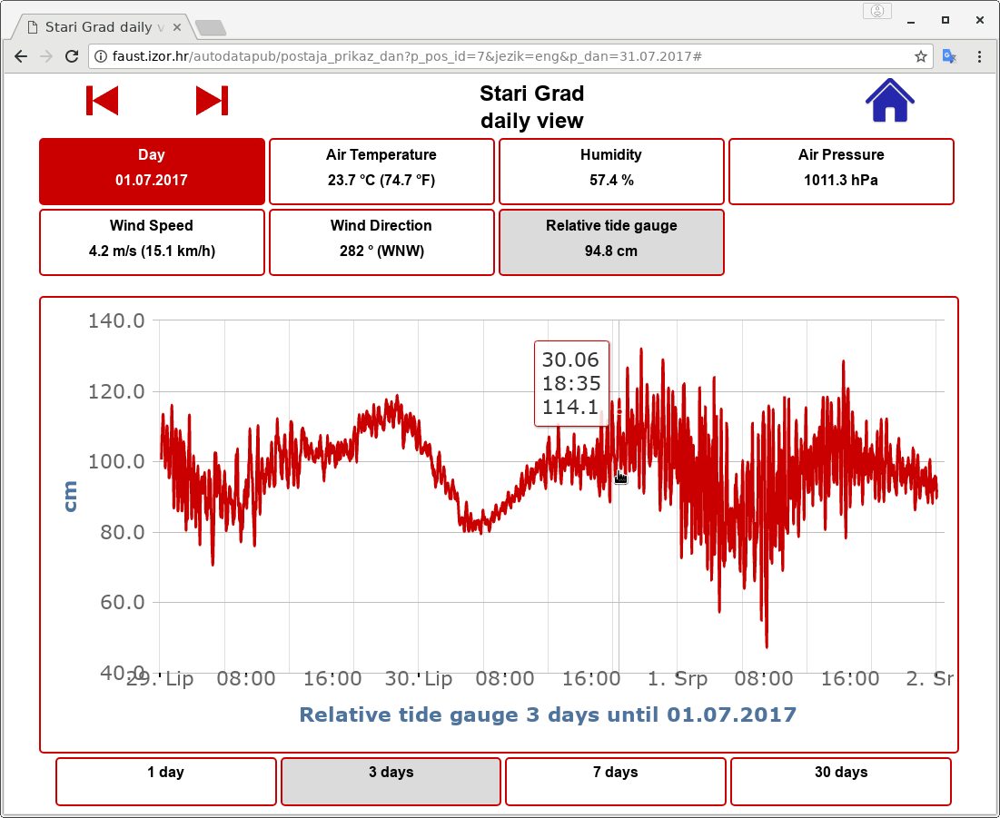 Stari Grad daily v
faust.izor.hr/autodatapub/postaja_prikaz_dan?p_pos_id=7&jezik=eng&p_dan=31.07.2017#
Stari Grad
daily view
Day
01.07.2017
Air Temperature
23.7 °C (74.7 °F)
Humidity
57.4 %
Air Pressure
1011.3 hPa
Wind Speed
4.2 m/s (15.1 km/h)
Wind Direction
282 ° (WNW)
Relative tide gauge
94.8 cm
140.0
120.0
100.0
80.0
60.0
40.0
cm
30.06
18:35
114.1
29. Lip 08:00 16:00 30. Lip 08:00 16:00 1. Srp 08:00 16:00 2. Sr
Relative tide gauge 3 days until 01.07.2017
1 day
3 days
7 days
30 days